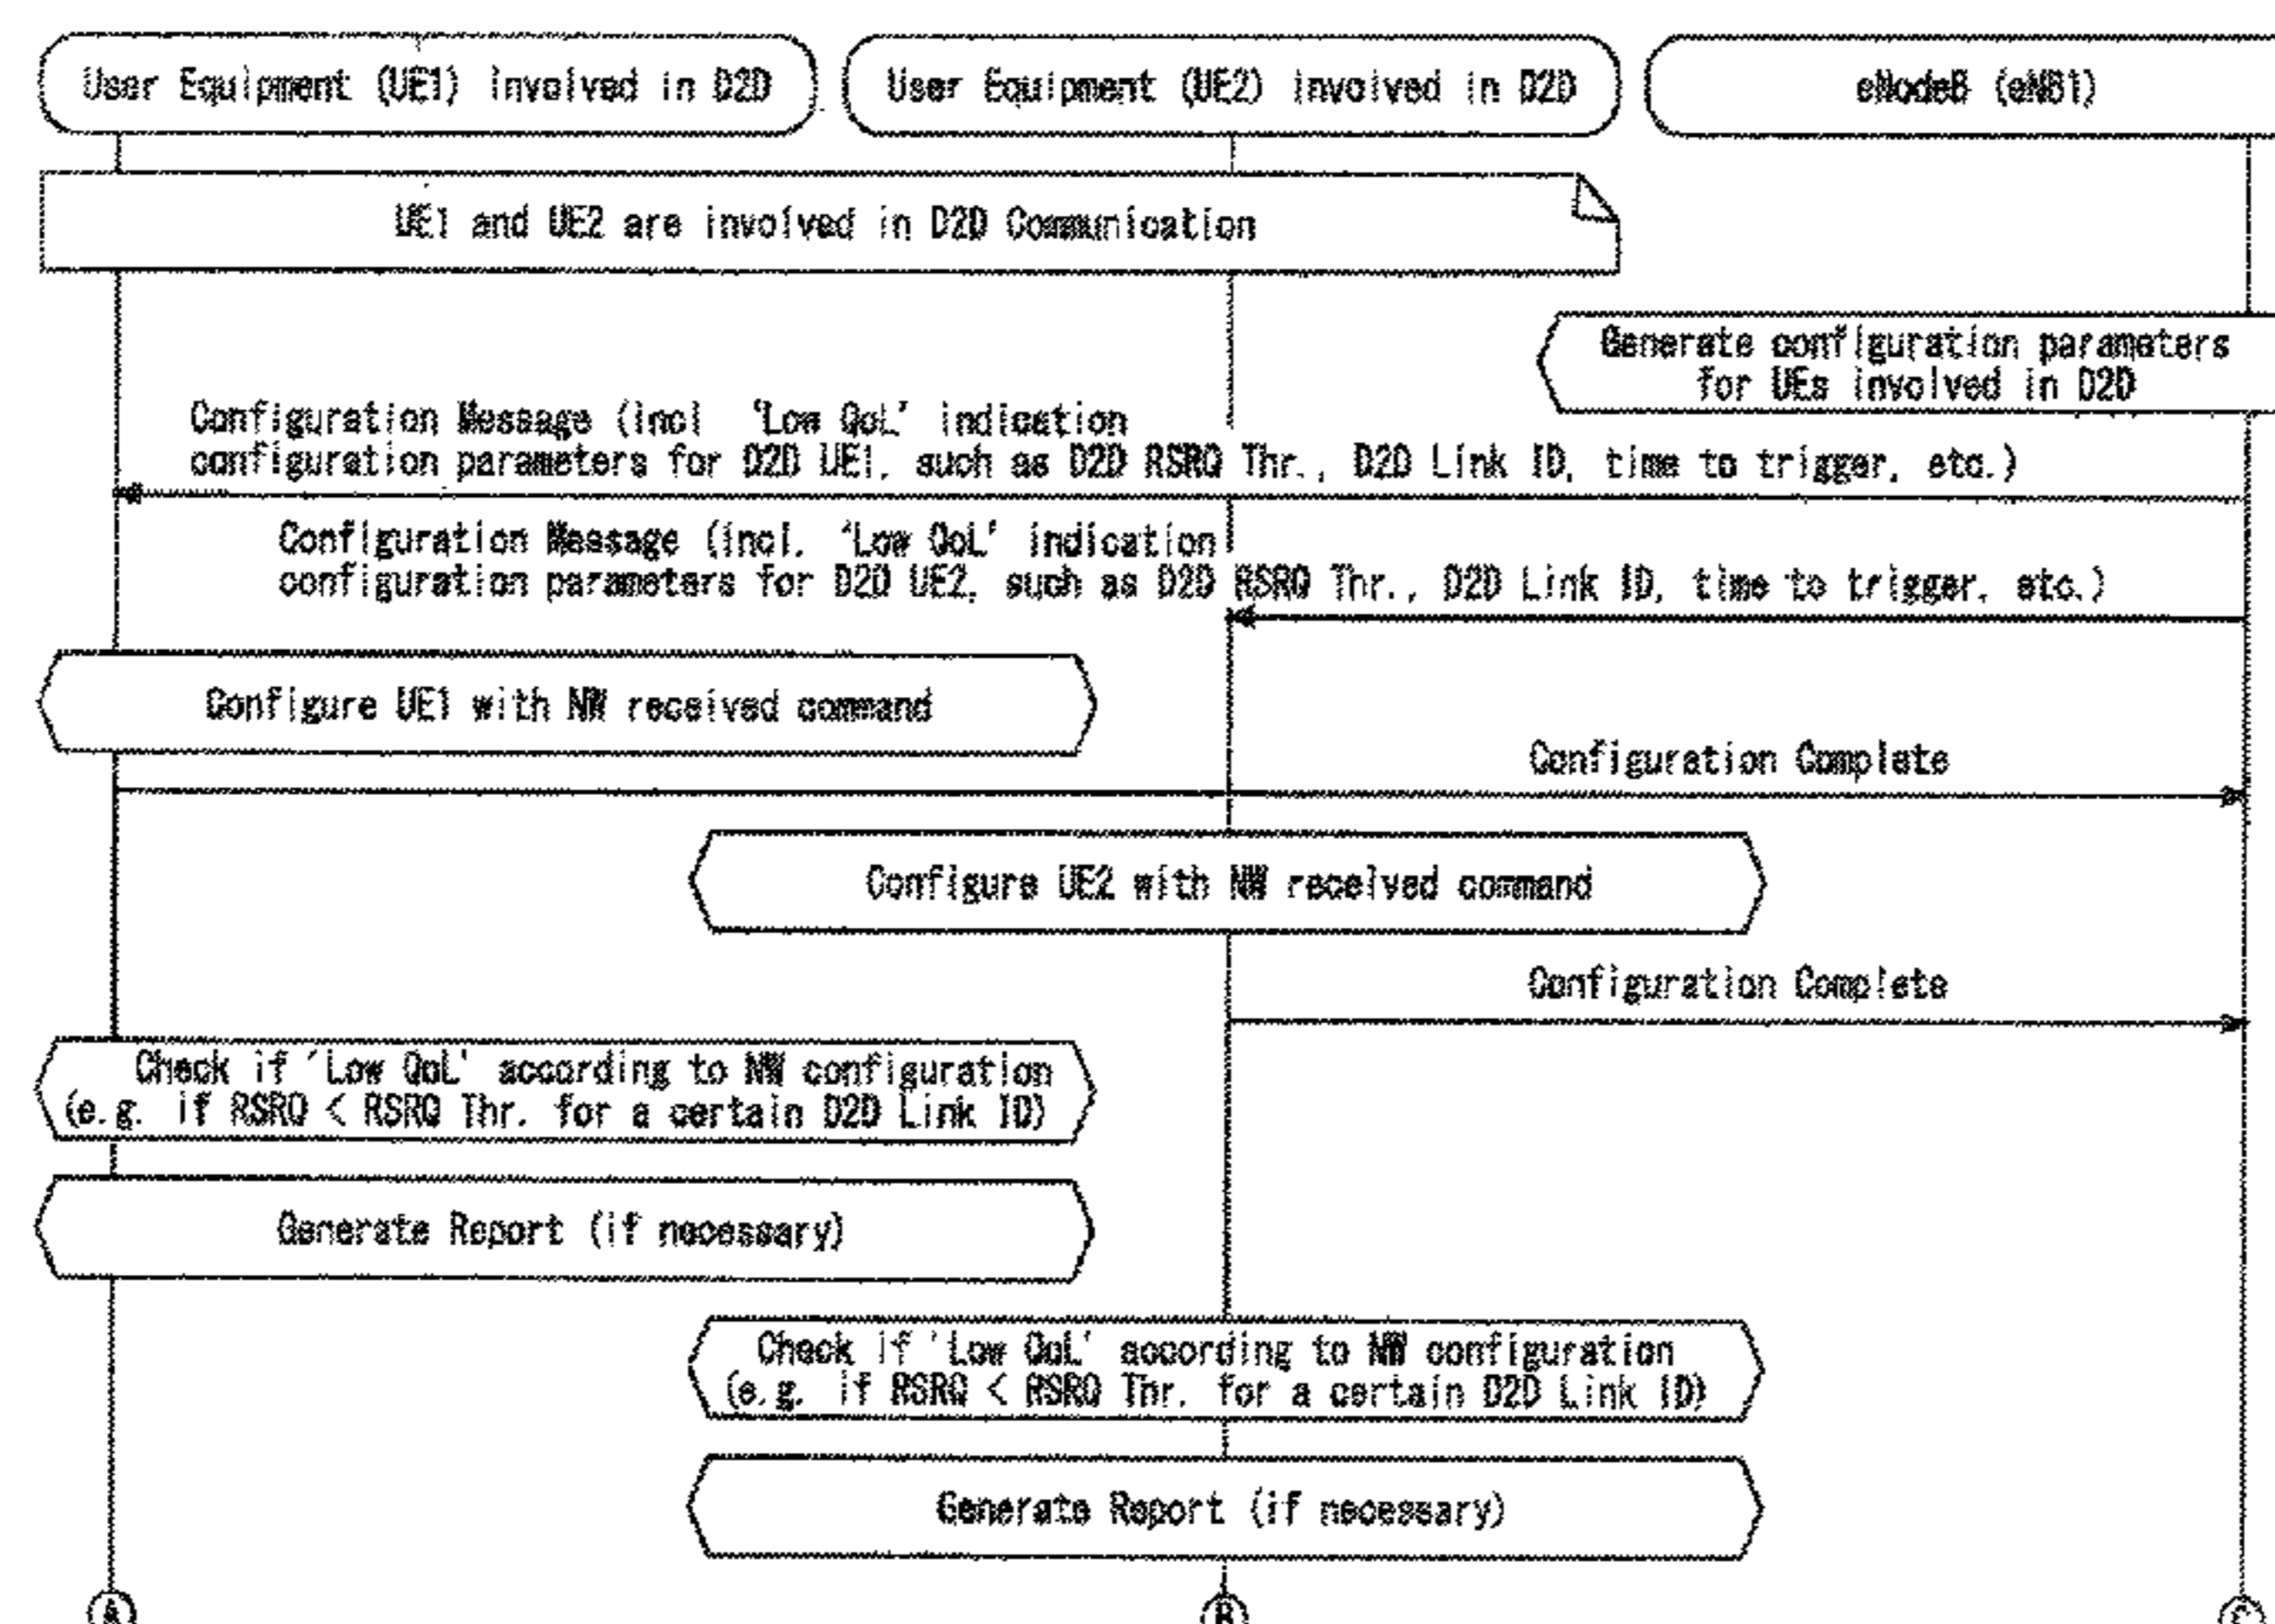 User Equipment (UE1) involved in D2D
User Equipment (UE2) involved in D2D
eNodeB (eNB1)
UE1 and UE2 are involved in D2D Communication
Generate configuration parameters
for UEs involved in D2D
Configuration Message (incl 'Low QoL' indication
configuration parameters for D2D UE1, such as D2D RSRQ Thr., D2D Link ID, time to trigger, etc.)
Configuration Message (incl. 'Low QoL' indication
configuration parameters for D2D UE2, such as D2D RSRQ Thr., D2D Link ID, time to trigger, etc.)
Configure UE1 with NW received command
Configuration Complete
Configure UE2 with NW received command
Configuration Complete
Check if 'Low QoL' according to NW configuration
(e.g. if RSRQ < RSRQ Thr. for a certain D2D Link ID)
Generate Report (if necessary)
Check if 'Low QoL' according to NW configuration
(e.g. if RSRQ < RSRQ Thr. for a certain D2D Link ID)
Generate Report (if necessary)
A
B
C